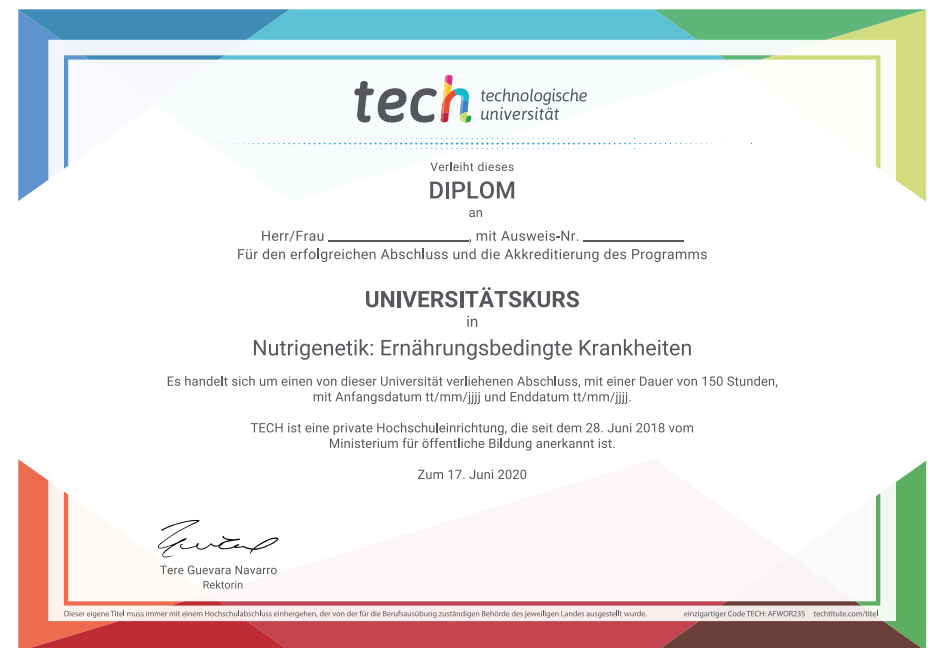 tech technologische
universität
Verleiht dieses
DIPLOM
an
Herr/Frau ____________________, mit Ausweis-Nr. ______________
Für den erfolgreichen Abschluss und die Akkreditierung des Programms
UNIVERSITÄTSKURS
in
Nutrigenetik: Ernährungsbedingte Krankheiten
Es handelt sich um einen von dieser Universität verliehenen Abschluss, mit einer Dauer von 150 Stunden,
mit Anfangsdatum tt/mm/jjjj und Enddatum tt/mm/jjjj.
TECH ist eine private Hochschuleinrichtung, die seit dem 28. Juni 2018 vom
Ministerium für öffentliche Bildung anerkannt ist.
Zum 17. Juni 2020
Tere Guevara Navarro
Rektorin
Dieser eigene Titel muss immer mit einem Hochschulabschluss einhergehen, der von der für die Berufsausübung zuständigen Behörde des jeweiligen Landes ausgestellt wurde. einzigartiger Code TECH: AFWOR23S techtitute.com/titel